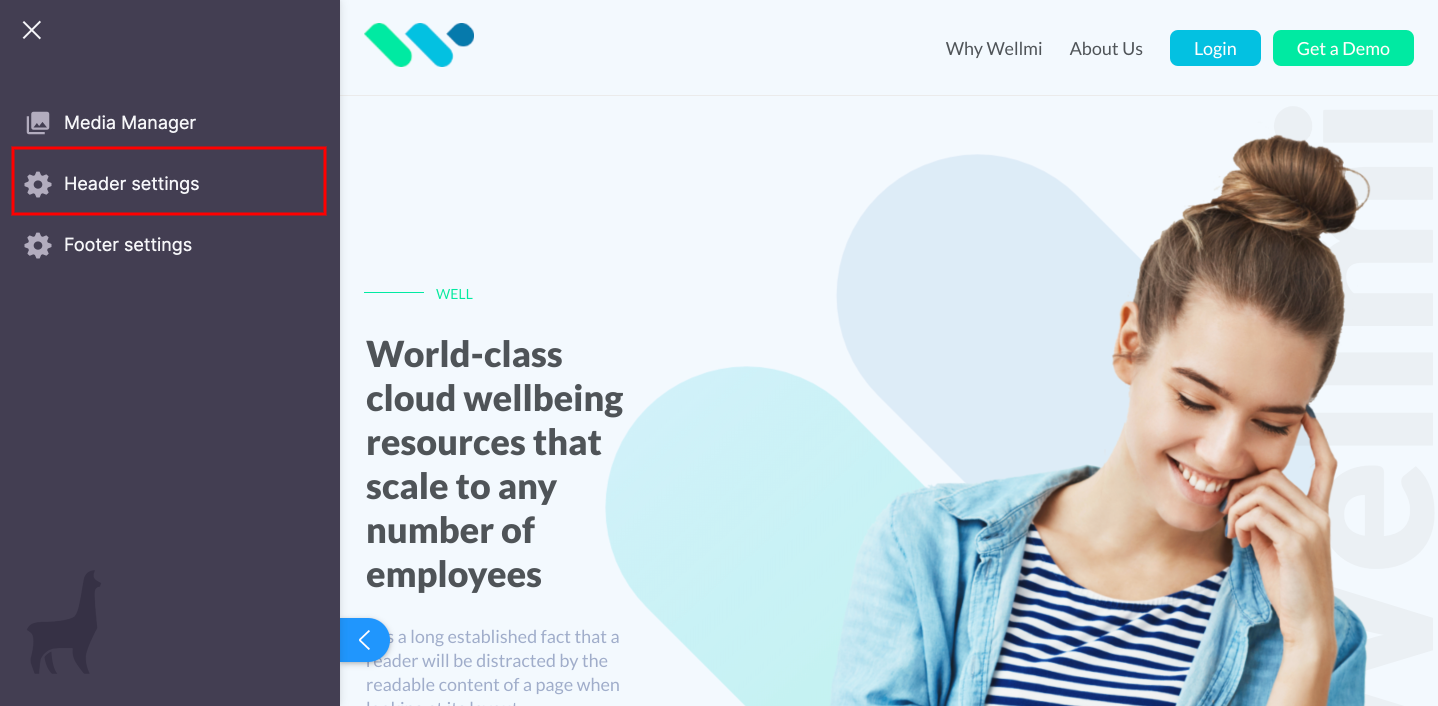 Media Manager
Header settings
Footer settings
Why Wellmi
About Us
Login
Get a Demo
WELL
World-class
cloud wellbeing
resources that
scale to any
number of
employees
s a long established fact that a
reader will be distracted by the
readable content of a page when
wellmi